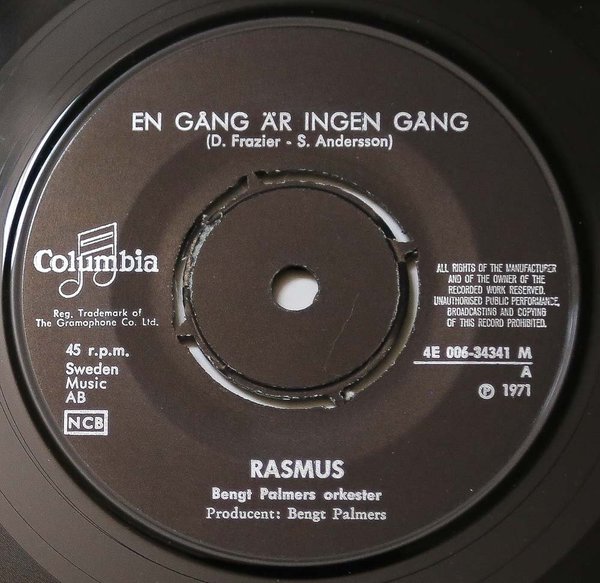 EN GÅNG ÄR INGEN GÅNG
(D. Frazier - S. Andersson)
Columbia
Reg. Trademark of
The Gramophone Co. Ltd.
45 r.p.m.
Sweden
Music
AB
NCB
ALL RIGHTS OF THE MANUFACTURER
AND OF THE OWNER OF THE
RECORDED WORK RESERVED.
UNAUTHORISED PUBLIC PERFORMANCE,
BROADCASTING AND COPYING
OF THIS RECORD PROHIBITED.
4E 006-34341 M
A
℗ 1971
RASMUS
Bengt Palmers orkester
Producent: Bengt Palmers